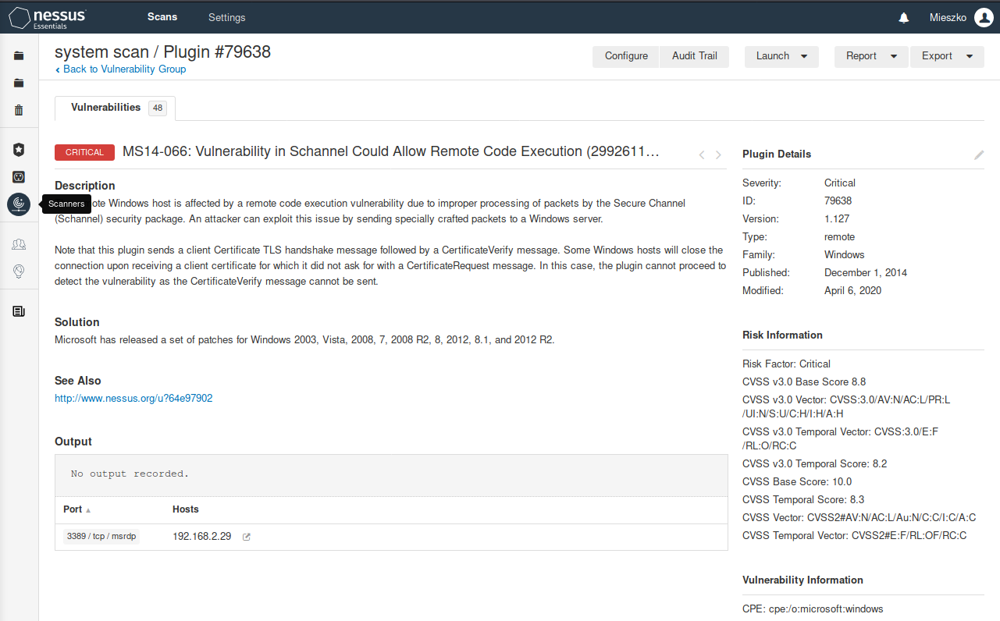 nessus
Essentials
Scans
Settings
Mieszko
system scan / Plugin #79638
Back to Vulnerability Group
Configure
Audit Trail
Launch
Report
Export
Vulnerabilities 48
CRITICAL
MS14-066: Vulnerability in Schannel Could Allow Remote Code Execution (2992611…
Description
Scanners
ote Windows host is affected by a remote code execution vulnerability due to improper processing of packets by the Secure Channel
(Schannel) security package. An attacker can exploit this issue by sending specially crafted packets to a Windows server.
Note that this plugin sends a client Certificate TLS handshake message followed by a CertificateVerify message. Some Windows hosts will close the
connection upon receiving a client certificate for which it did not ask for with a CertificateRequest message. In this case, the plugin cannot proceed to
detect the vulnerability as the CertificateVerify message cannot be sent.
Solution
Microsoft has released a set of patches for Windows 2003, Vista, 2008, 7, 2008 R2, 8, 2012, 8.1, and 2012 R2.
See Also
http://www.nessus.org/u?64e97902
Output
No output recorded.
Port Hosts
3389 / tcp / msrdp 192.168.2.29
Plugin Details
Severity: Critical
ID: 79638
Version: 1.127
Type: remote
Family: Windows
Published: December 1, 2014
Modified: April 6, 2020
Risk Information
Risk Factor: Critical
CVSS v3.0 Base Score 8.8
CVSS v3.0 Vector: CVSS:3.0/AV:N/AC:L/PR:L
/UI:N/S:U/C:H/I:H/A:H
CVSS v3.0 Temporal Vector: CVSS:3.0/E:F
/RL:O/RC:C
CVSS v3.0 Temporal Score: 8.2
CVSS Base Score: 10.0
CVSS Temporal Score: 8.3
CVSS Vector: CVSS2#AV:N/AC:L/Au:N/C:C/I:C/A:C
CVSS Temporal Vector: CVSS2#E:F/RL:OF/RC:C
Vulnerability Information
CPE: cpe:/o:microsoft:windows